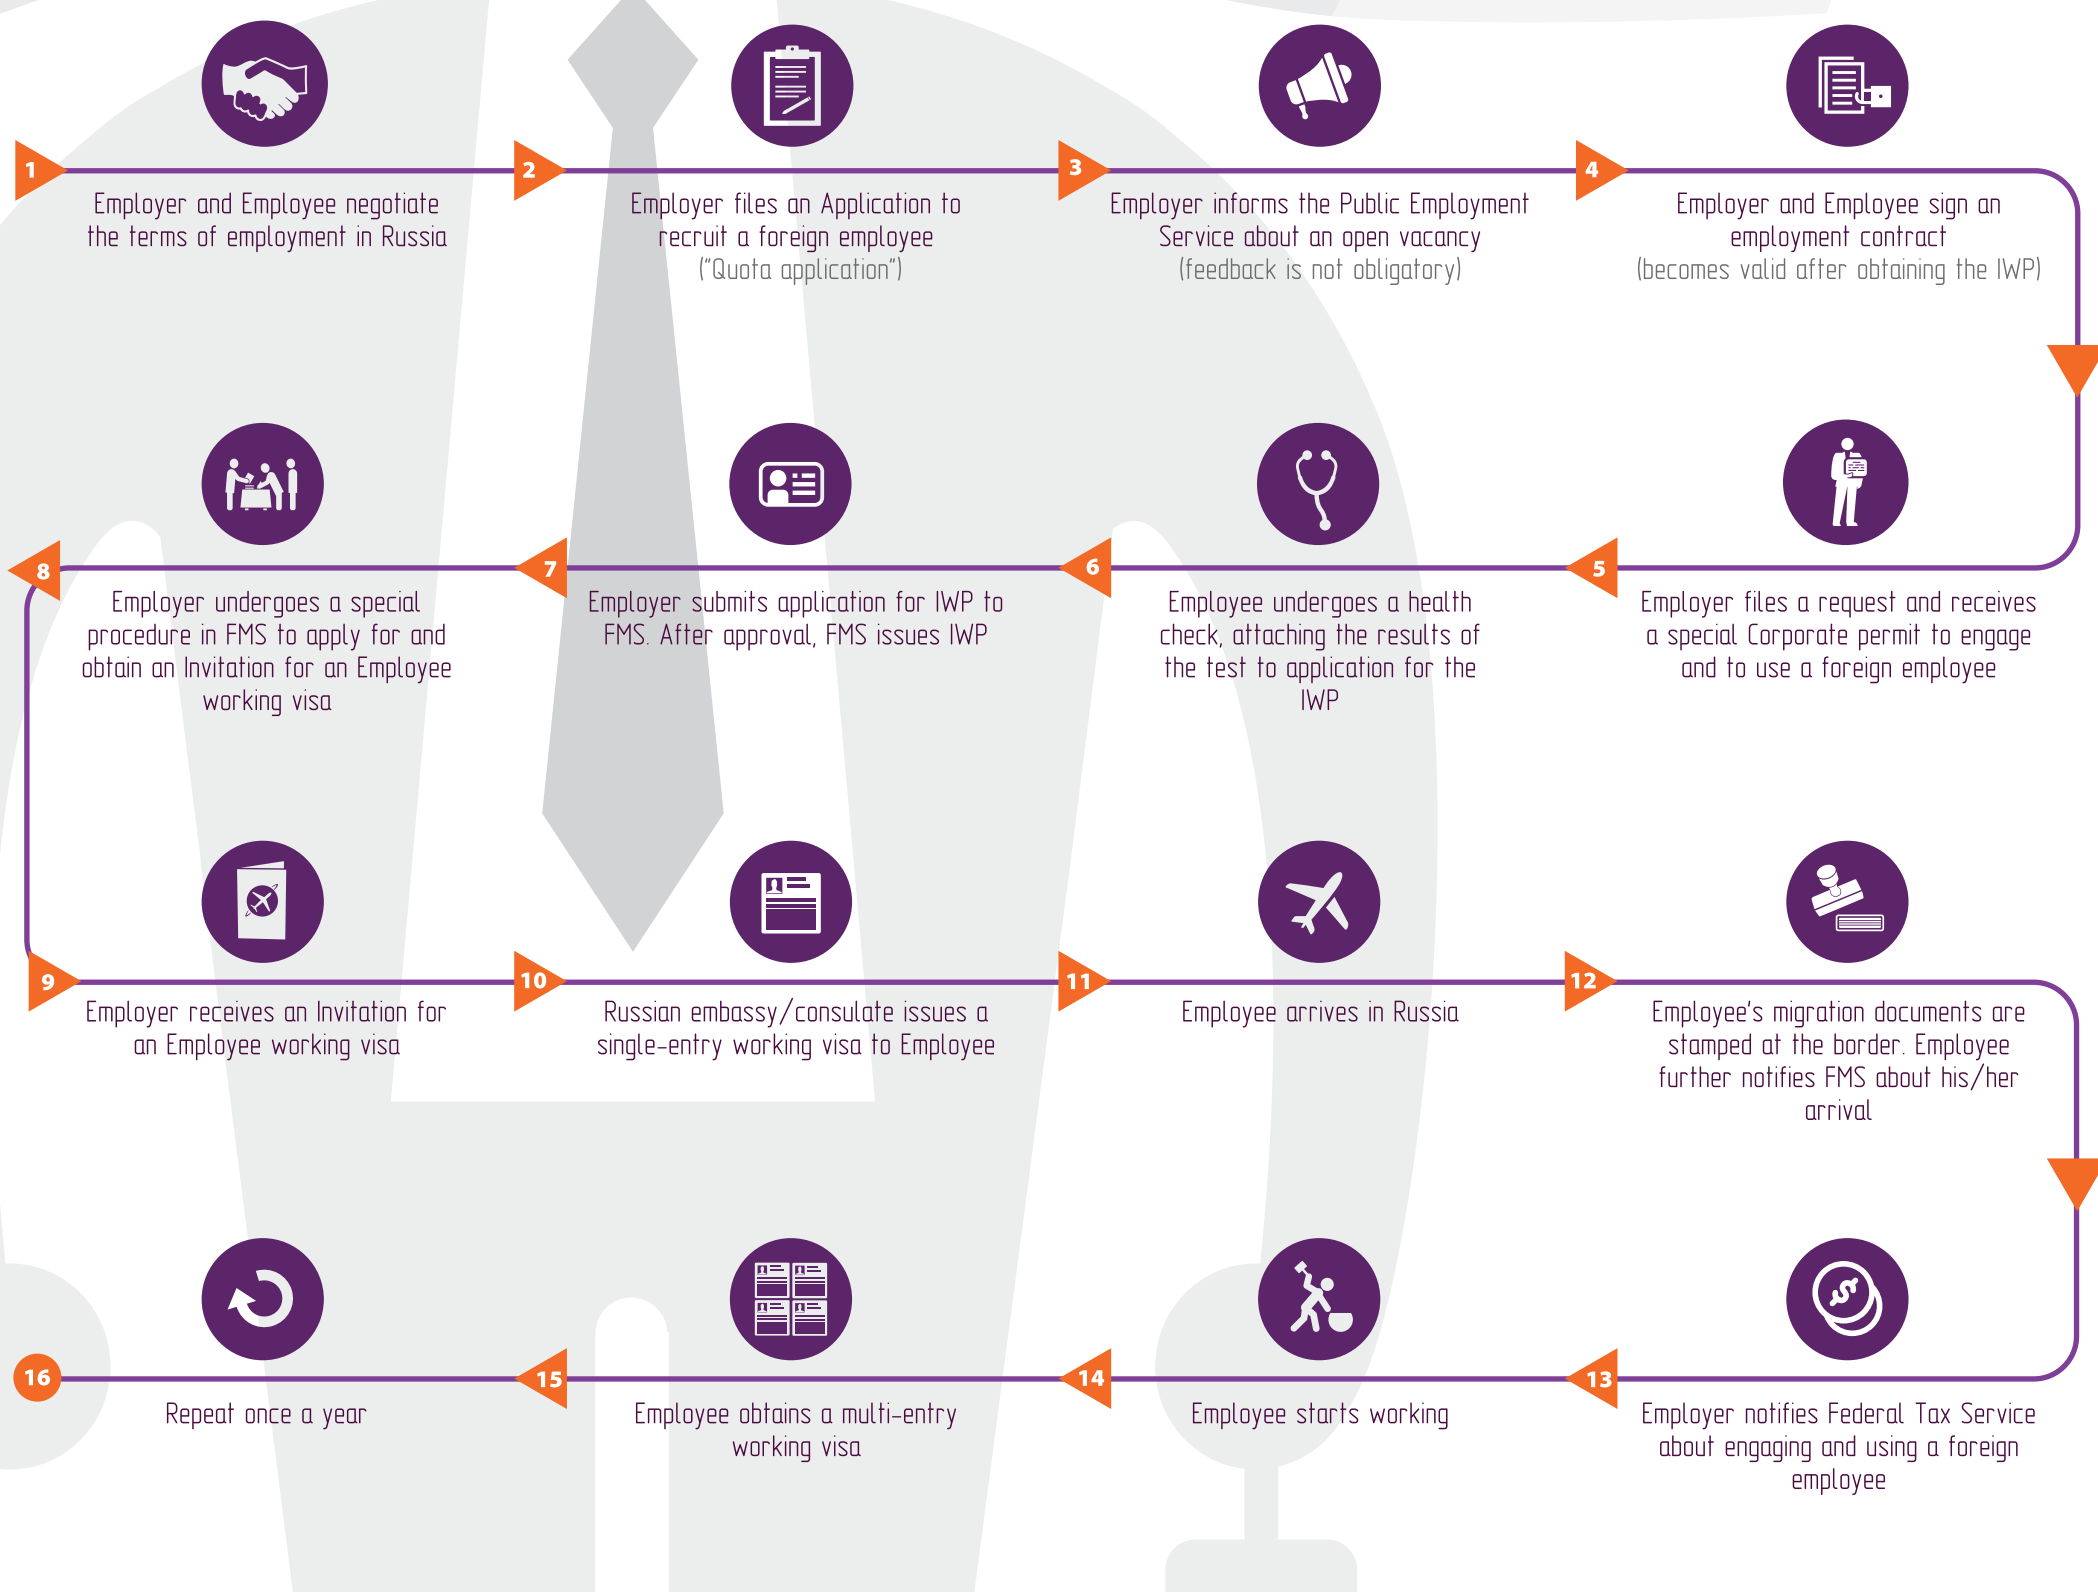 1
Employer and Employee negotiate
the terms of employment in Russia
2
Employer files an Application to
recruit a foreign employee
("Quota application")
3
Employer informs the Public Employment
Service about an open vacancy
(feedback is not obligatory)
4
Employer and Employee sign an
employment contract
(becomes valid after obtaining the IWP)
5
Employer files a request and receives
a special Corporate permit to engage
and to use a foreign employee
6
Employee undergoes a health
check, attaching the results of
the test to application for the
IWP
7
Employer submits application for IWP to
FMS. After approval, FMS issues IWP
8
Employer undergoes a special
procedure in FMS to apply for and
obtain an Invitation for an Employee
working visa
9
Employer receives an Invitation for
an Employee working visa
10
Russian embassy/consulate issues a
single-entry working visa to Employee
11
Employee arrives in Russia
12
Employee's migration documents are
stamped at the border. Employee
further notifies FMS about his/her
arrival
13
Employer notifies Federal Tax Service
about engaging and using a foreign
employee
14
Employee starts working
15
Employee obtains a multi-entry
working visa
16
Repeat once a year